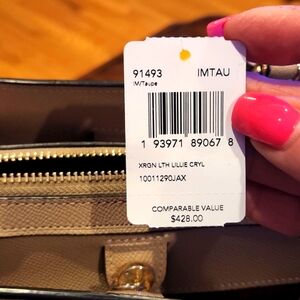 91493 IMTAU
IM/Taupe
1 93971 89067 8
XRGN LTH LILLIE CRYL
10011290JAX
COMPARABLE VALUE
$428.00